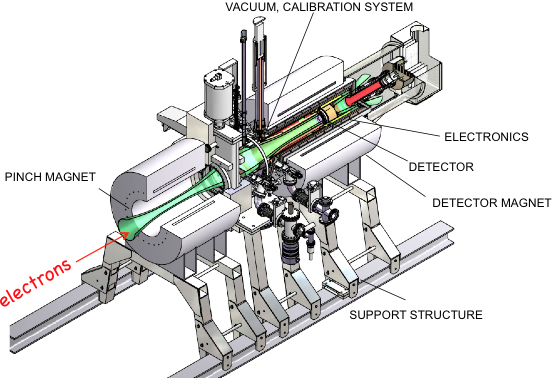 VACUUM, CALIBRATION SYSTEM
ELECTRONICS
DETECTOR
PINCH MAGNET
DETECTOR MAGNET
electrons
SUPPORT STRUCTURE